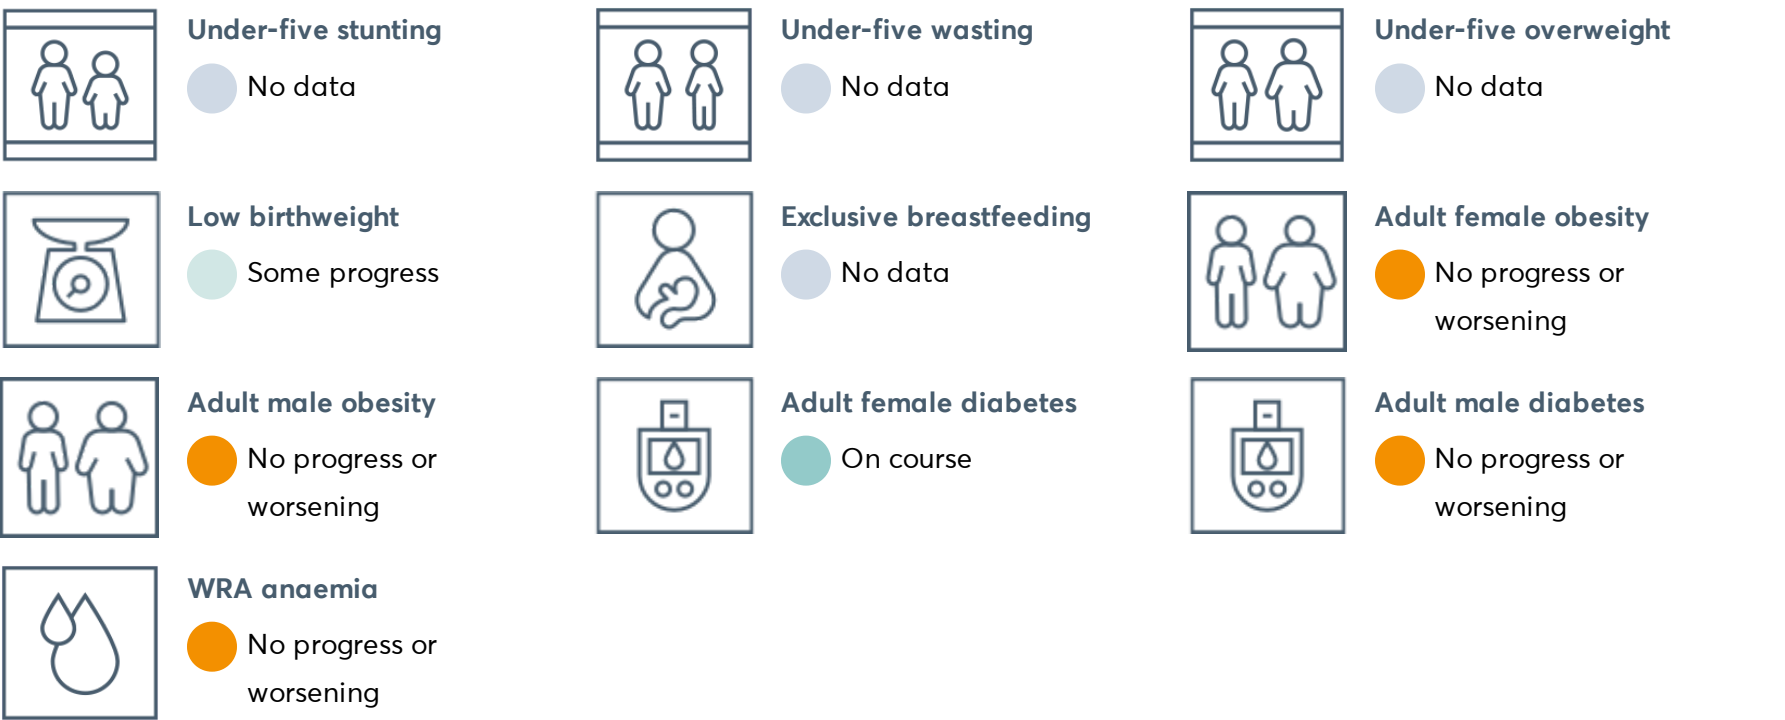 Under-five stunting
No data
Under-five wasting
No data
Under-five overweight
No data
Low birthweight
Some progress
Exclusive breastfeeding
No data
Adult female obesity
No progress or
worsening
Adult male obesity
No progress or
worsening
Adult female diabetes
On course
Adult male diabetes
No progress or
worsening
WRA anaemia
No progress or
worsening